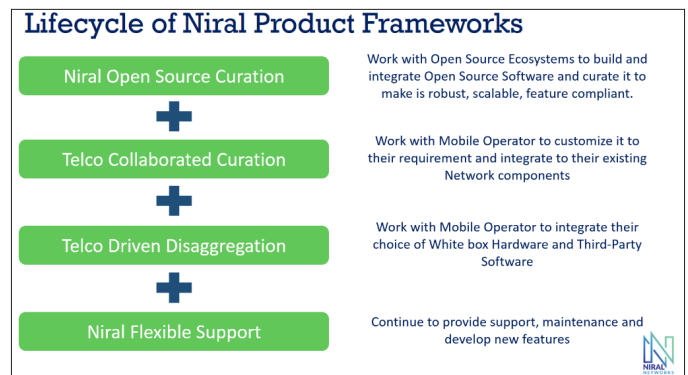 Lifecycle of Niral Product Frameworks
Niral Open Source Curation
Work with Open Source Ecosystems to build and
integrate Open Source Software and curate it to
make is robust, scalable, feature compliant.
Telco Collaborated Curation
Work with Mobile Operator to customize it to
their requirement and integrate to their existing
Network components
Telco Driven Disaggregation
Work with Mobile Operator to integrate their
choice of White box Hardware and Third-Party
Software
Niral Flexible Support
Continue to provide support, maintenance and
develop new features
NIRAL
NETWORKS